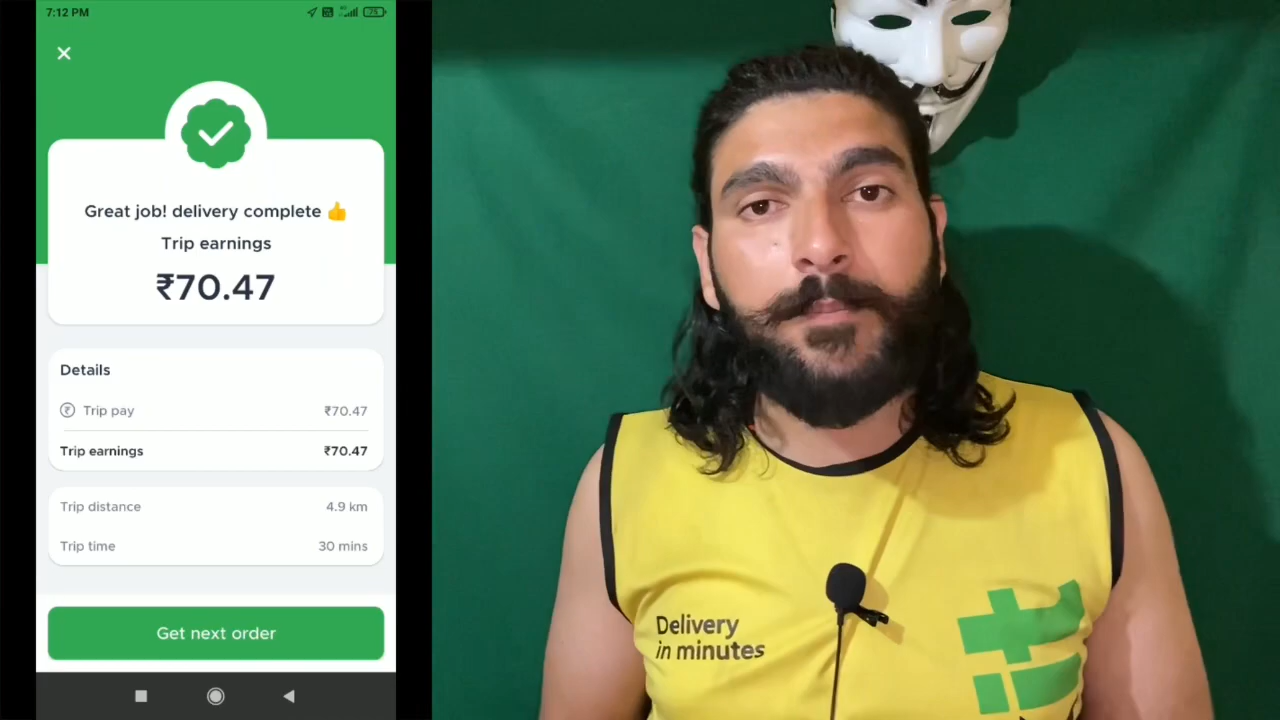 7:12 PM
75
Great job! delivery complete 👍
Trip earnings
₹70.47
Details
Trip pay ₹70.47
Trip earnings ₹70.47
Trip distance 4.9 km
Trip time 30 mins
Get next order
Delivery
in minutes